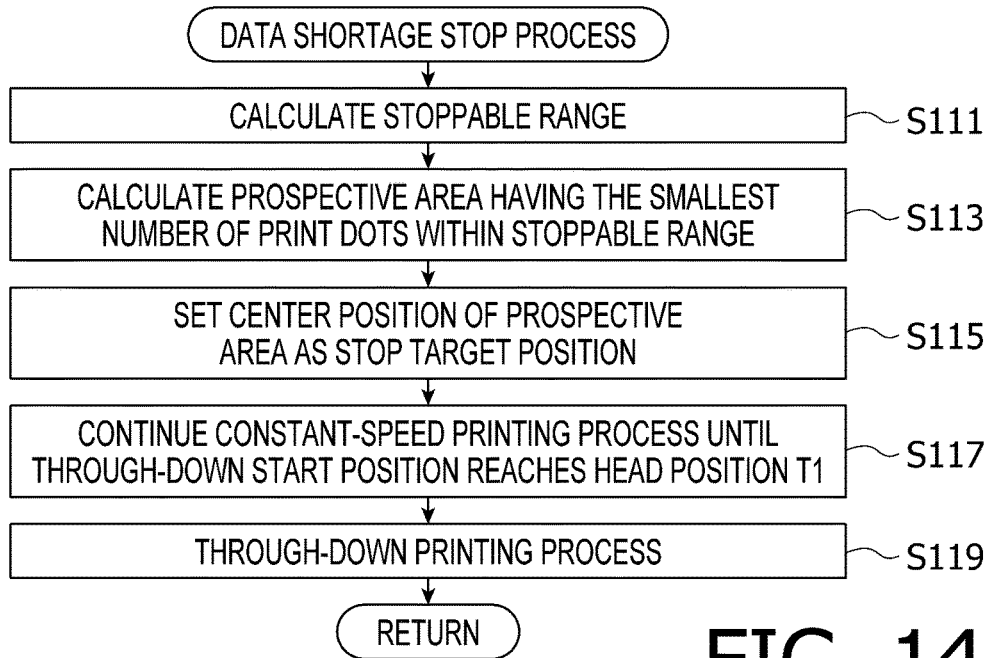 DATA SHORTAGE STOP PROCESS
CALCULATE STOPPABLE RANGE
S111
CALCULATE PROSPECTIVE AREA HAVING THE SMALLEST
NUMBER OF PRINT DOTS WITHIN STOPPABLE RANGE
S113
SET CENTER POSITION OF PROSPECTIVE
AREA AS STOP TARGET POSITION
S115
CONTINUE CONSTANT-SPEED PRINTING PROCESS UNTIL
THROUGH-DOWN START POSITION REACHES HEAD POSITION T1
S117
THROUGH-DOWN PRINTING PROCESS
S119
RETURN
FIG. 14